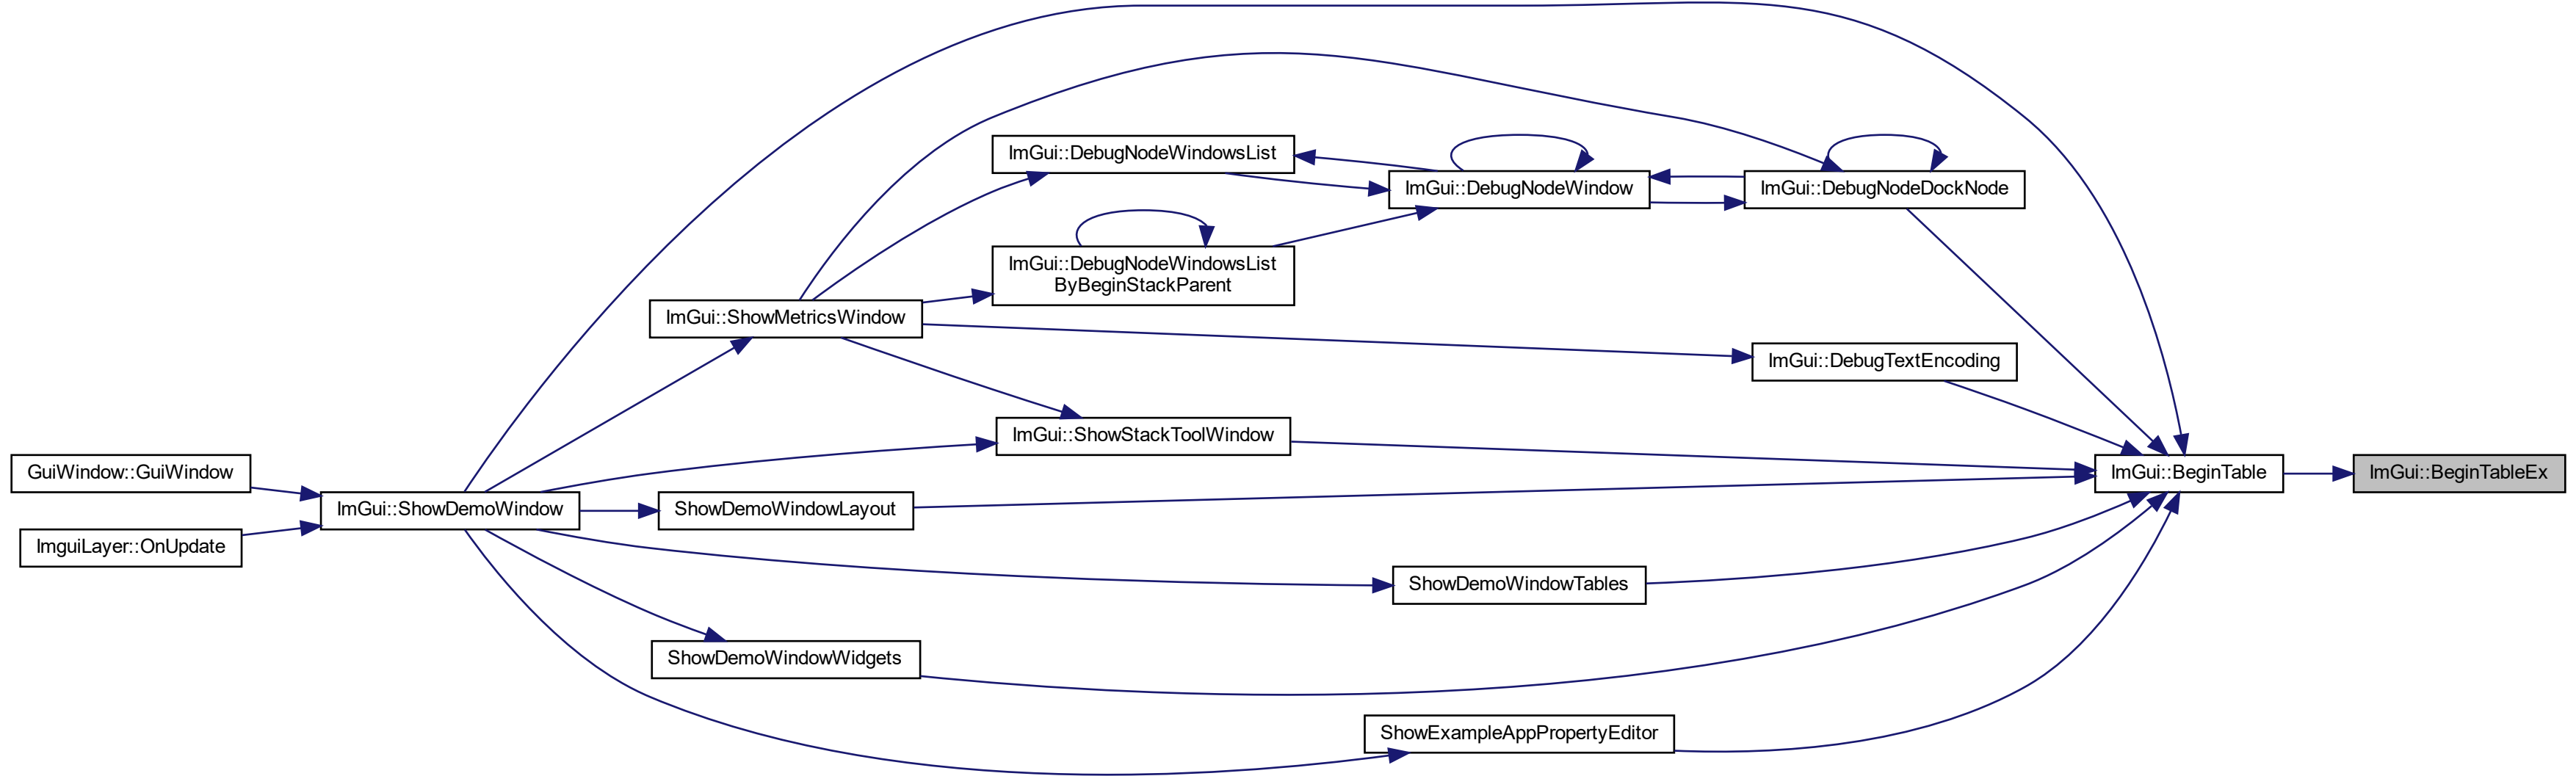 ImGui::DebugNodeWindowsList
ImGui::DebugNodeWindow
ImGui::DebugNodeDockNode
ImGui::DebugNodeWindowsList
ByBeginStackParent
ImGui::ShowMetricsWindow
ImGui::DebugTextEncoding
ImGui::ShowStackToolWindow
GuiWindow::GuiWindow
ImGui::BeginTable
ImGui::BeginTableEx
ImGui::ShowDemoWindow
ShowDemoWindowLayout
ImguiLayer::OnUpdate
ShowDemoWindowTables
ShowDemoWindowWidgets
ShowExampleAppPropertyEditor